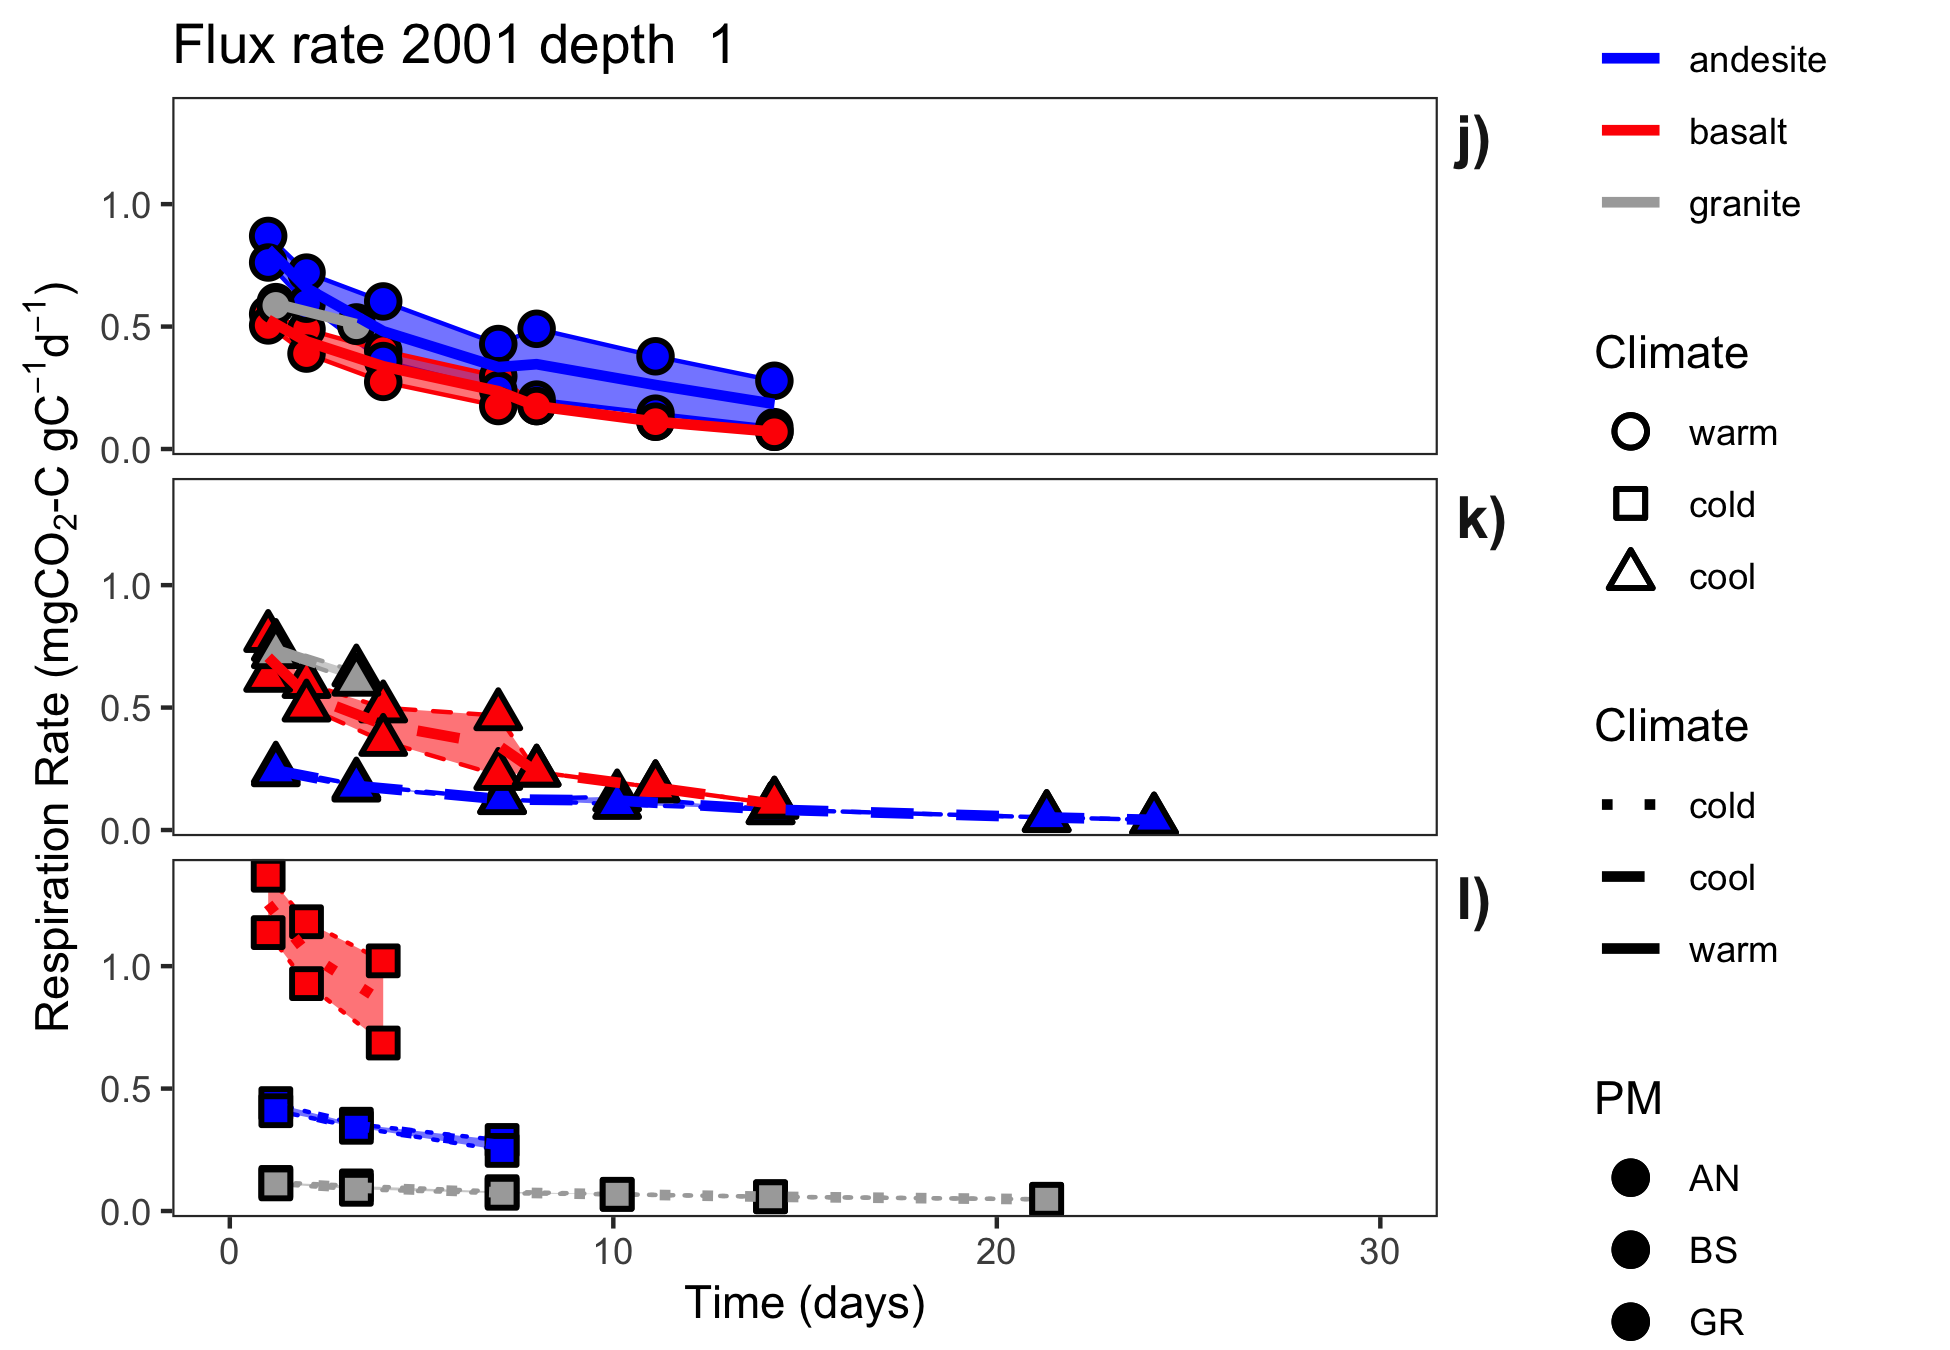 Flux rate 2001 depth  1
Respiration Rate (mgCO₂-C gC⁻¹d⁻¹)
j)
1.0
0.5
0.0
k)
1.0
0.5
0.0
l)
1.0
0.5
0.0
0 10 20 30
Time (days)
andesite
basalt
granite
Climate
warm
cold
cool
Climate
cold
cool
warm
PM
AN
BS
GR